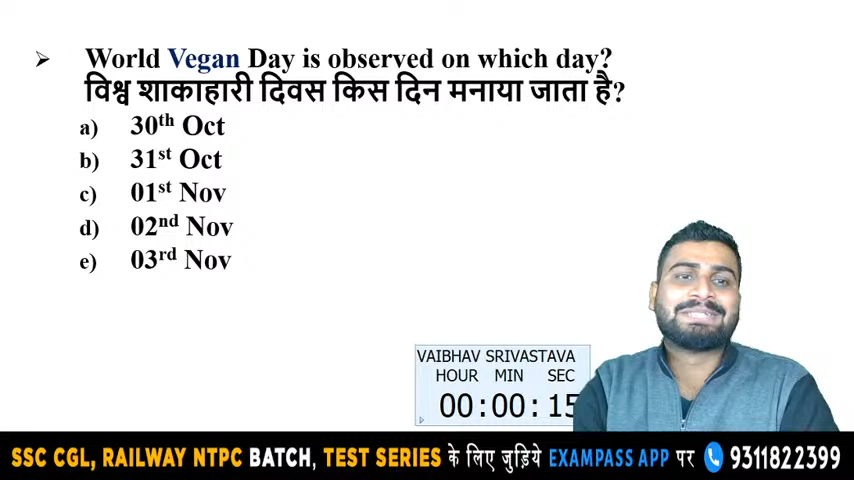 ➢ World Vegan Day is observed on which day?
विश्व शाकाहारी दिवस किस दिन मनाया जाता है?
a) 30th Oct
b) 31st Oct
c) 01st Nov
d) 02nd Nov
e) 03rd Nov
VAIBHAV SRIVASTAVA
HOUR MIN SEC
00:00:15
SSC CGL, RAILWAY NTPC BATCH, TEST SERIES के लिए जुड़िये EXAMPASS APP पर 9311822399